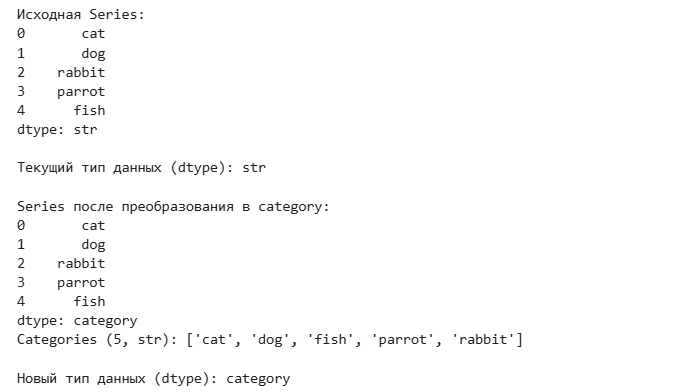 Исходная Series:
0       cat
1       dog
2    rabbit
3    parrot
4      fish
dtype: str

Текущий тип данных (dtype): str

Series после преобразования в category:
0       cat
1       dog
2    rabbit
3    parrot
4      fish
dtype: category
Categories (5, str): ['cat', 'dog', 'fish', 'parrot', 'rabbit']

Новый тип данных (dtype): category